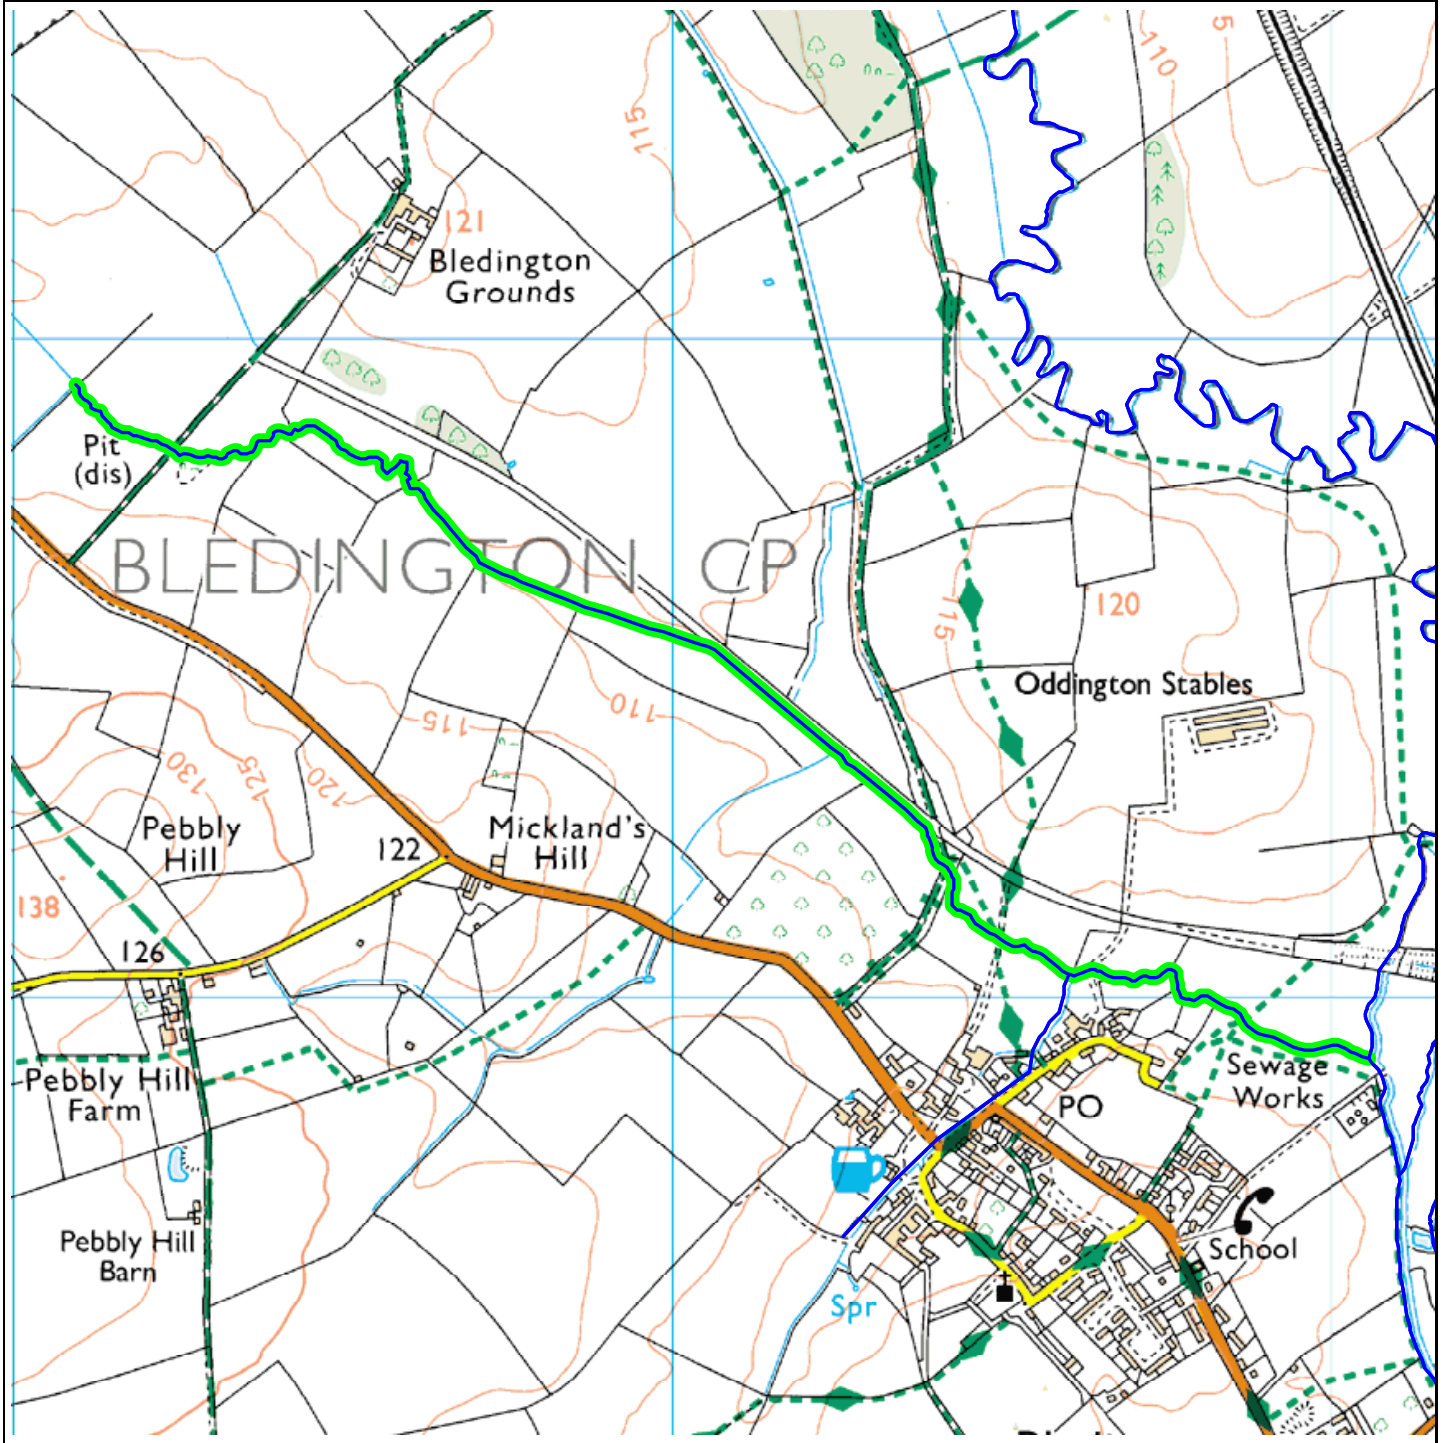 115
110
5
121
Bledington
Grounds
Pit
(dis)
BLEDINGTON CP
120
115
Oddington Stables
110
115
130
125
120
Pebbly
Hill
122
Mickland's
Hill
138
126
Pebbly Hill
Farm
PO
Sewage
Works
Pebbly Hill
Barn
School
Spr